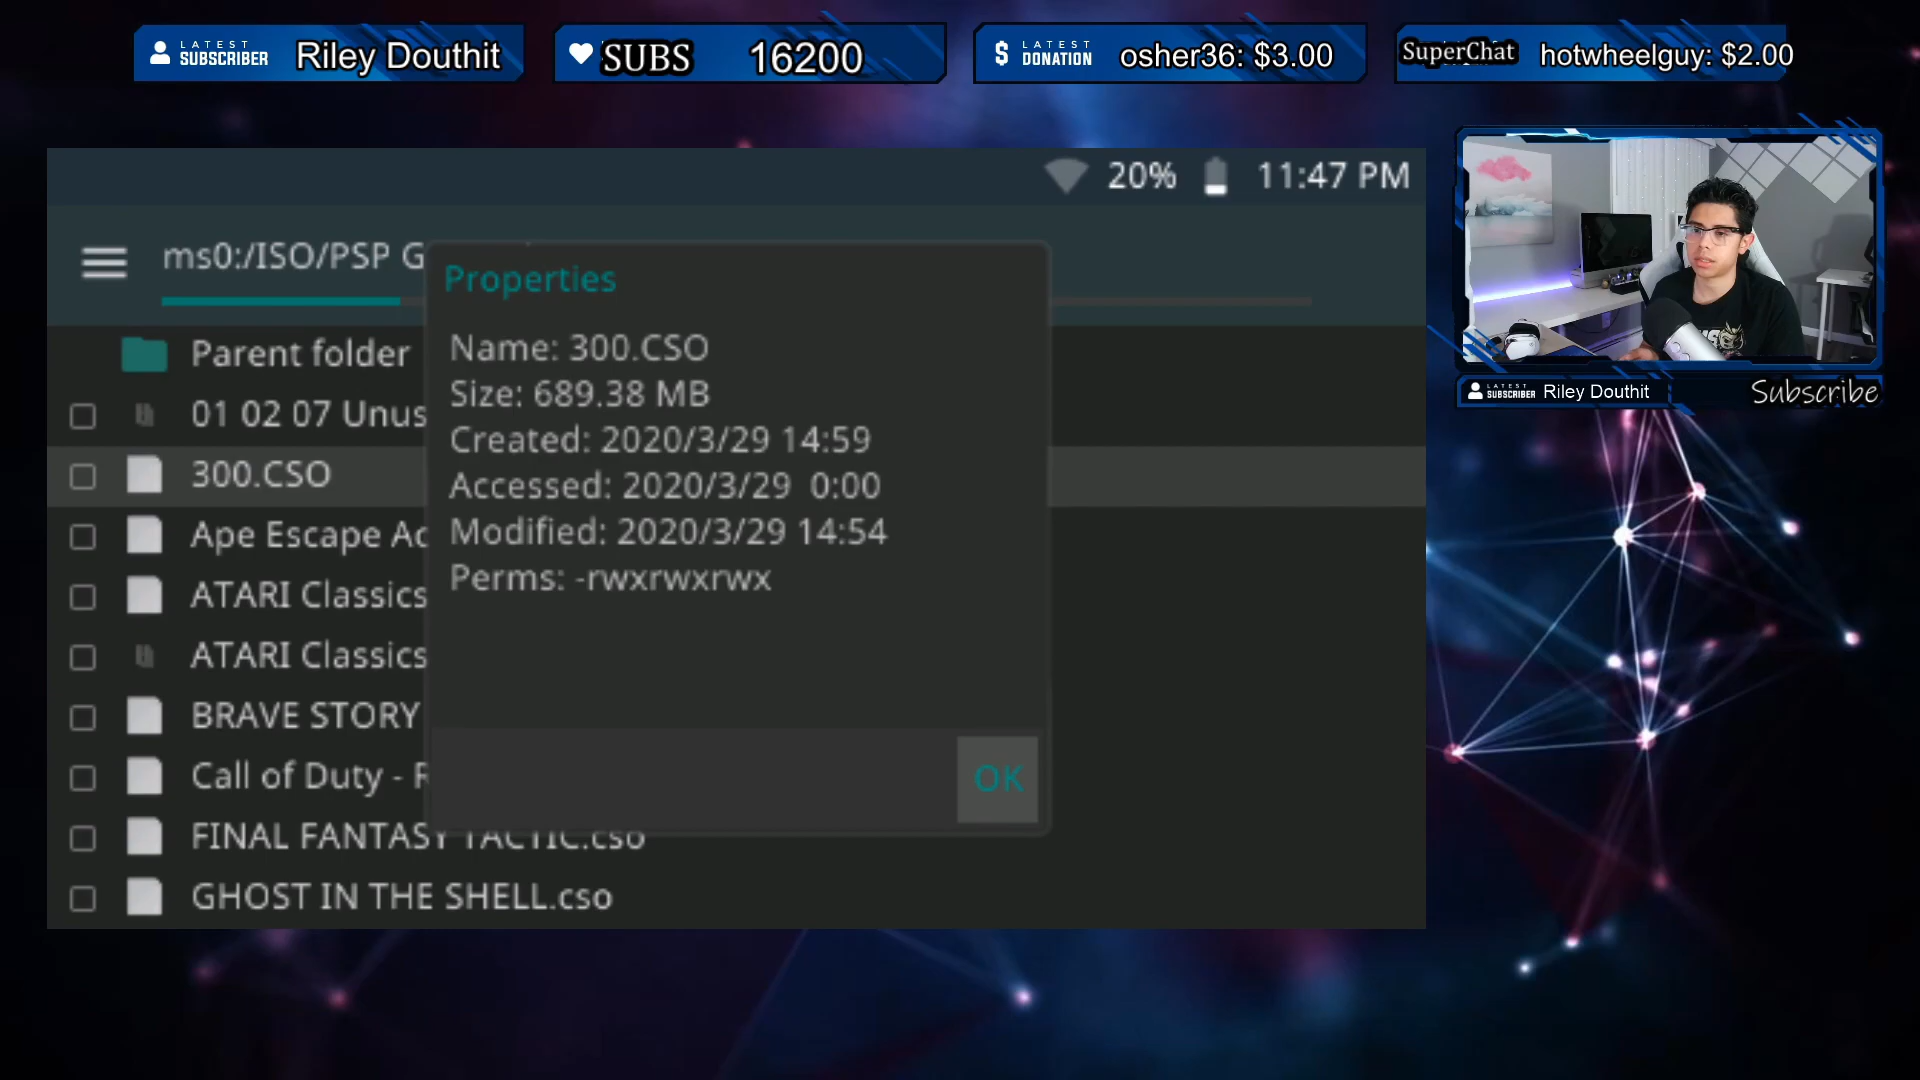 LATEST
SUBSCRIBER
Riley Douthit
SUBS
16200
LATEST
DONATION
osher36: $3.00
SuperChat
hotwheelguy: $2.00
20%
11:47 PM
ms0:/ISO/PSP G
Properties
Name: 300.CSO
Size: 689.38 MB
Created: 2020/3/29 14:59
Accessed: 2020/3/29 0:00
Modified: 2020/3/29 14:54
Perms: -rwxrwxrwx
OK
Parent folder
01 02 07 Unus
300.CSO
Ape Escape Ac
ATARI Classics
ATARI Classics
BRAVE STORY
Call of Duty -
FINAL FANTASY TACTIC.cso
GHOST IN THE SHELL.cso
LATEST
SUBSCRIBER
Riley Douthit
Subscribe